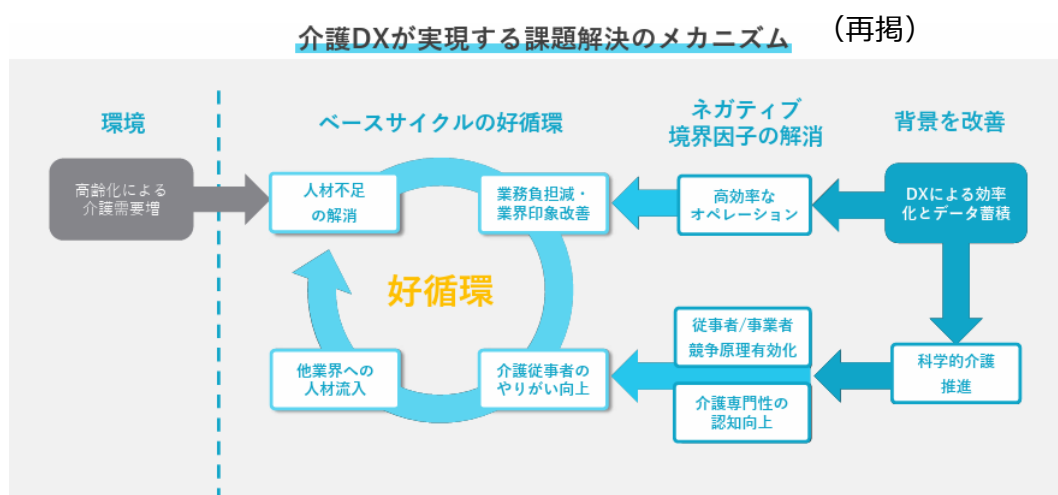 介護DXが実現する課題解決のメカニズム
（再掲）
環境
ベースサイクルの好循環
ネガティブ
境界因子の解消
背景を改善
高齢化による
介護需要増
人材不足
の解消
業務負担減・
業界印象改善
高効率な
オペレーション
DXによる効率
化とデータ蓄積
好循環
他業界への
人材流入
介護従事者の
やりがい向上
従事者/事業者
競争原理有効化
介護専門性の
認知向上
科学的介護
推進